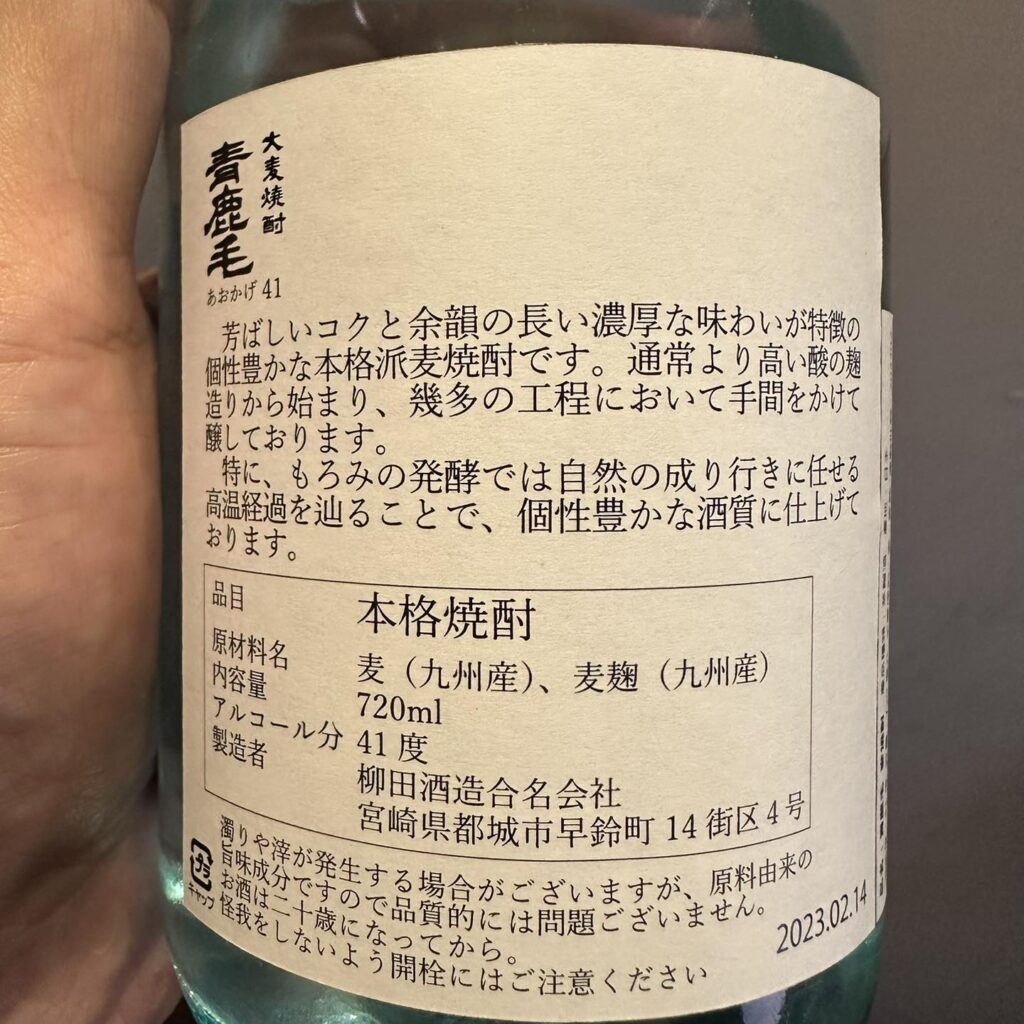 大麦焼酎
青鹿毛
あおかげ 41
芳ばしいコクと余韻の長い濃厚な味わいが特徴の
個性豊かな本格派麦焼酎です。通常より高い酸の麹
造りから始まり、幾多の工程において手間をかけて
醸しております。
特に、もろみの発酵では自然の成り行きに任せる
高温経過を辿ることで、個性豊かな酒質に仕上げて
おります。
品目 本格焼酎
原材料名 麦（九州産）、麦麹（九州産）
内容量 720ml
アルコール分 41度
製造者 柳田酒造合名会社
宮崎県都城市早鈴町 14 街区 4 号
濁りや滓が発生する場合がございますが、原料由来の
旨味成分ですので品質的には問題ございません。
お酒は二十歳になってから。
怪我をしないよう開栓にはご注意ください
プラ
キャップ
2023.02.14